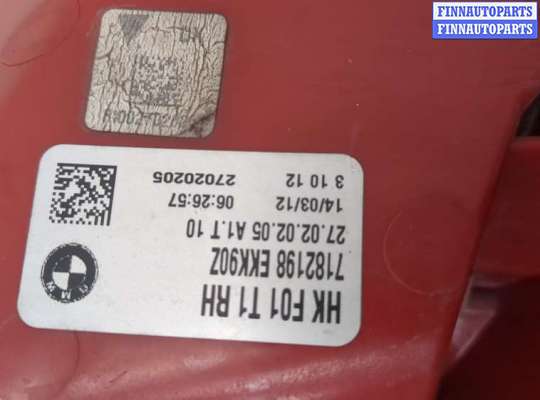 FINNAUTOPARTS
FINNAUTOPARTS
HK F01 T1 RH
7182198 EKK90Z
27.02.02.05 A1.T 10
14/03/12 06:26:57
3 10 12 27020205
BMW